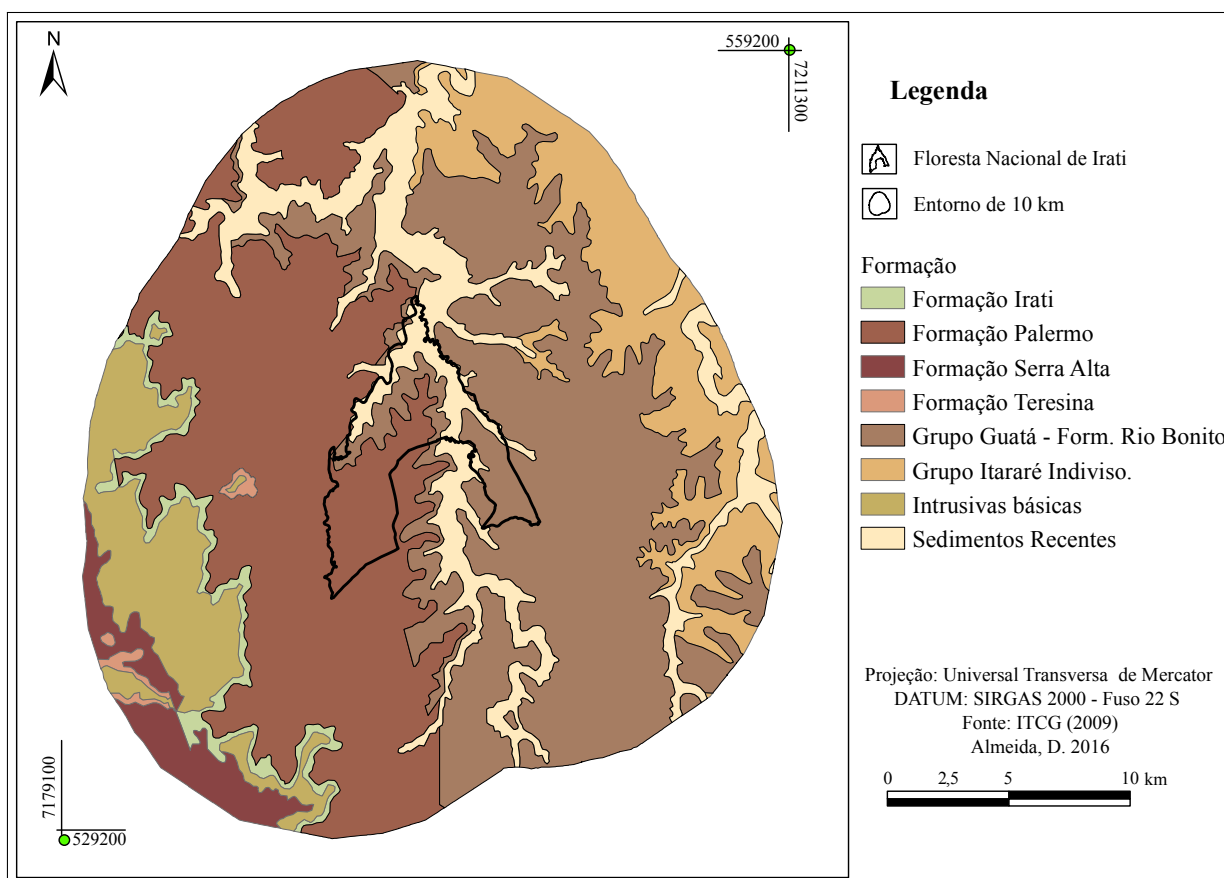 N
559200
7211300
7179100
529200
Legenda
Floresta Nacional de Irati
Entorno de 10 km
Formação
Formação Irati
Formação Palermo
Formação Serra Alta
Formação Teresina
Grupo Guatá - Form. Rio Bonito
Grupo Itararé Indiviso.
Intrusivas básicas
Sedimentos Recentes
Projeção: Universal Transversa de Mercator
DATUM: SIRGAS 2000 - Fuso 22 S
Fonte: ITCG (2009)
Almeida, D. 2016
0 2,5 5 10 km